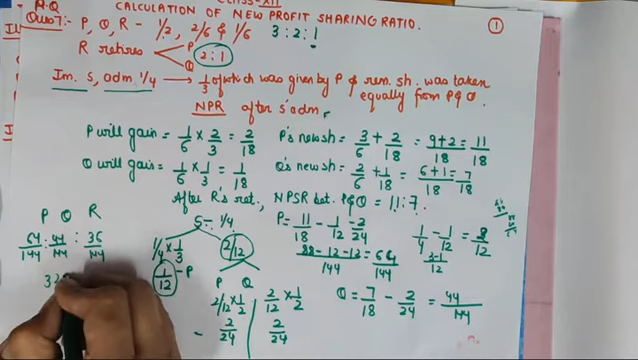 CLASS-XII
P.Q
CALCULATION OF NEW PROFIT SHARING RATIO.
1
Ques 7:- P, Q, R - 1/2, 2/6 & 1/6 3:2:1
R retires P Q 2:1
Im. S, adm. 1/4 → 1/3 of which was given by P & rem. sh. was taken
equally from P & Q.
NPR after S' adm.
P will gain = 1/6 × 2/3 = 2/18 P's new sh = 3/6 + 2/18 = 9+2/18 = 11/18
Q will gain = 1/6 × 1/3 = 1/18 Q's new sh = 2/6 + 1/18 = 6+1/18 = 7/18
After R's ret, NPSR bet. P & Q = 11:7.
S - 1/4
1/4 × 1/3 2/12
1/12 - P
P Q
2/12 × 1/2 2/12 × 1/2
- 2/24 2/24
P = 11/18 - 1/12 - 2/24
88-12-12/144 = 64/144
1/4 - 1/12 = 2/12
3-1/12
Q = 7/18 - 2/24 = 44/144
P Q R
64/144 : 44/144 : 36/144